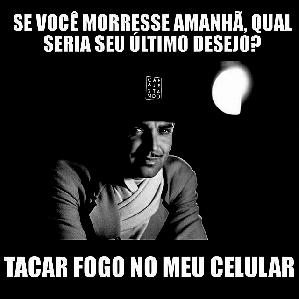 SE VOCÊ MORRESSE AMANHÃ, QUAL
SERIA SEU ÚLTIMO DESEJO?
TACAR FOGO NO MEU CELULAR